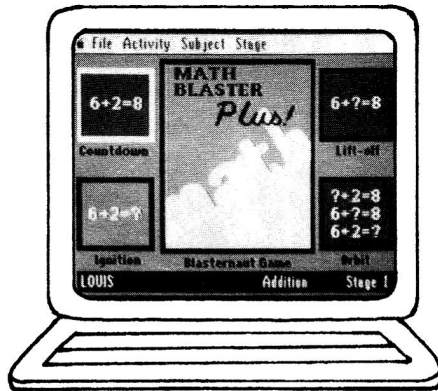 File Activity Subject Stage
MATH
BLASTER
Plus!
6+2=8
Countdown
6+?=8
Lift-off
6+2=?
Ignition
Blasternaut Game
?+2=8
6+?=8
6+2=?
Orbit
LOUIS Addition Stage 1